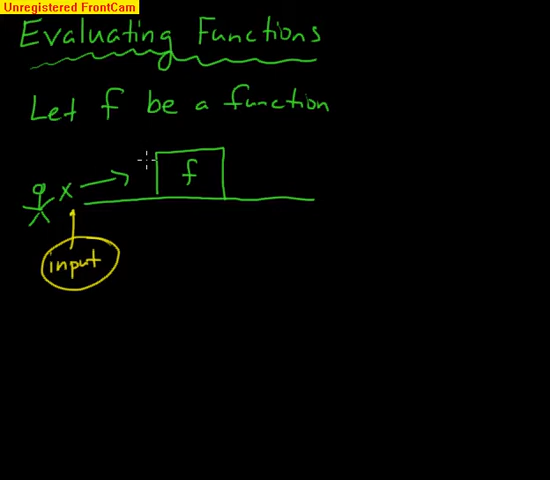 Unregistered FrontCam
Evaluating Functions
Let f be a function
x → f
input